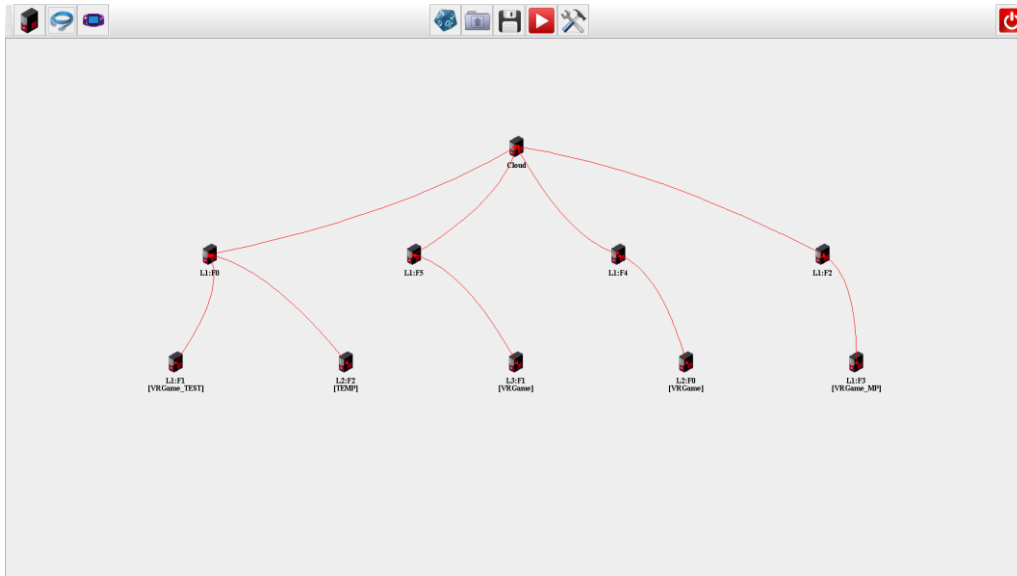 Cloud
L1:F0
L1:F5
L1:F4
L1:F2
L1:F1
[VRGame_TEST]
L2:F2
[TEMP]
L3:F1
[VRGame]
L2:F0
[VRGame]
L1:F3
[VRGame_MP]